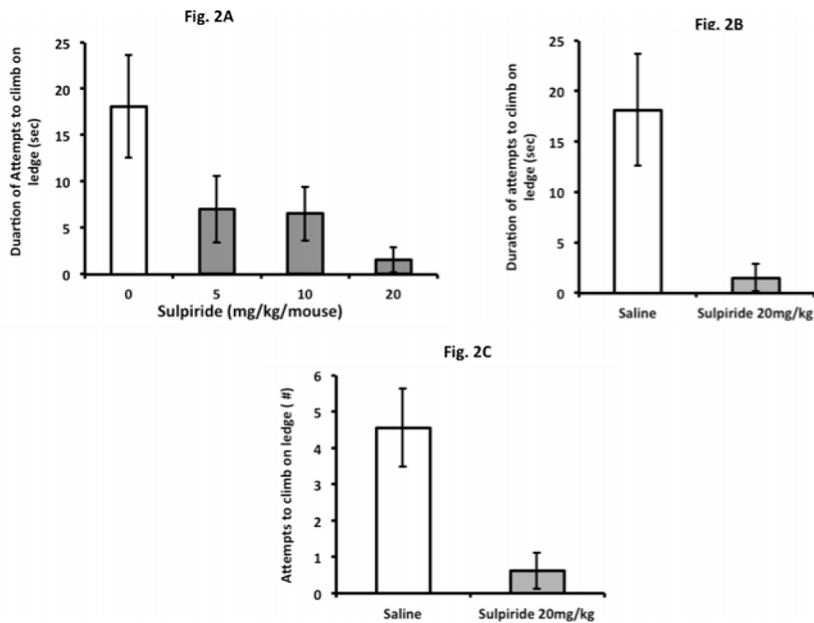 Fig. 2A
Duartion of Attempts to climb on
ledge (sec)
25
20
15
10
5
0
0 5 10 20
Sulpiride (mg/kg/mouse)
Fig. 2B
Duration of attempts to climb on
ledge (sec)
25
20
15
10
5
0
Saline Sulpiride 20mg/kg
Fig. 2C
Attempts to climb on ledge ( #)
6
5
4
3
2
1
0
Saline Sulpiride 20mg/kg